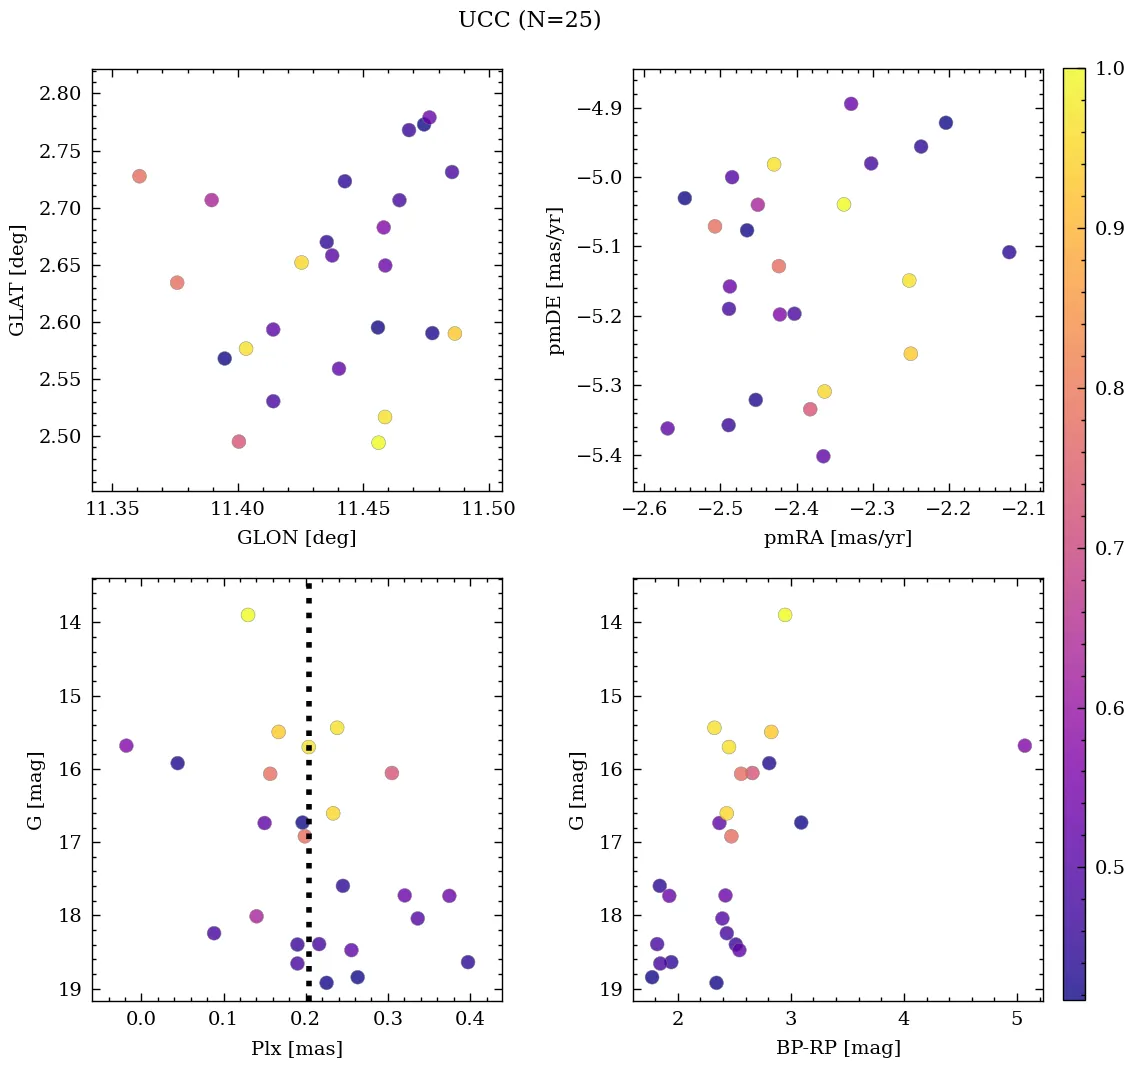 UCC (N=25)
2.80
2.75
2.70
2.65
2.60
2.55
2.50
GLAT [deg]
11.35 11.40 11.45 11.50
GLON [deg]
−4.9
−5.0
−5.1
−5.2
−5.3
−5.4
pmDE [mas/yr]
−2.6 −2.5 −2.4 −2.3 −2.2 −2.1
pmRA [mas/yr]
14
15
16
17
18
19
G [mag]
0.0 0.1 0.2 0.3 0.4
Plx [mas]
14
15
16
17
18
19
G [mag]
2 3 4 5
BP-RP [mag]
1.0
0.9
0.8
0.7
0.6
0.5